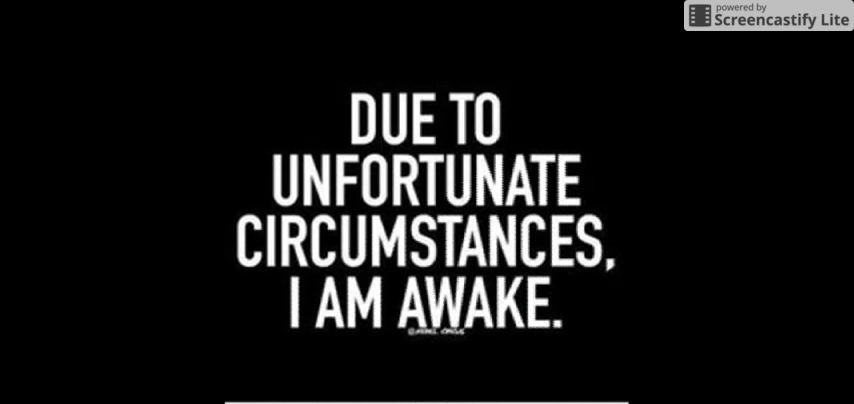 powered by
Screencastify Lite
DUE TO
UNFORTUNATE
CIRCUMSTANCES,
I AM AWAKE.